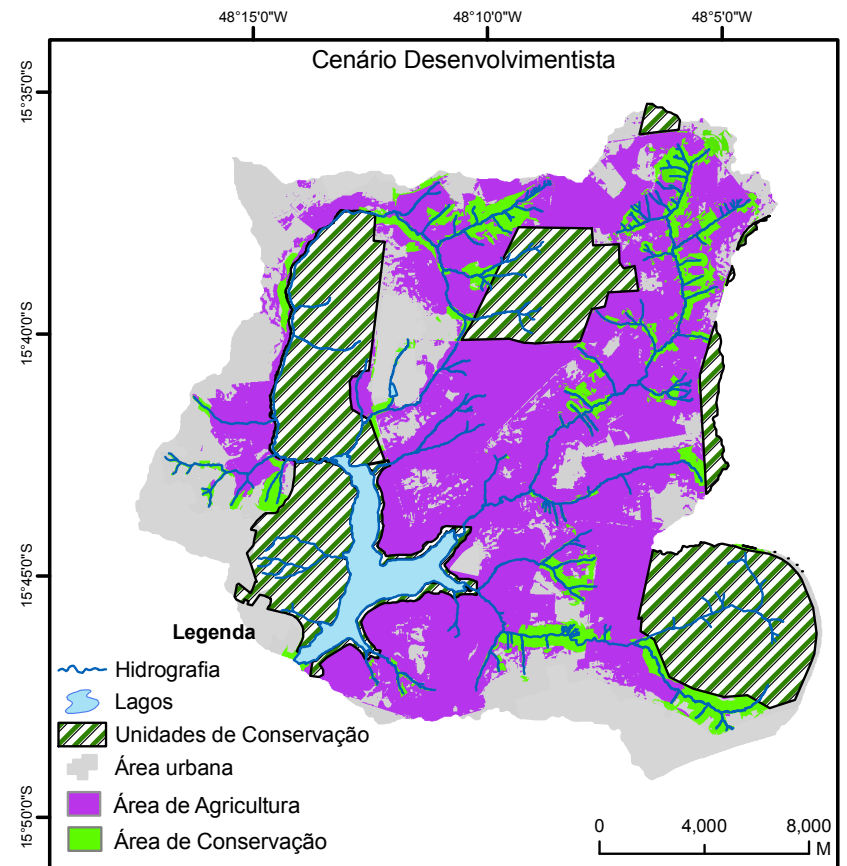 48°15'0"W 48°10'0"W 48°5'0"W
Cenário Desenvolvimentista
15°35'0"S
15°40'0"S
15°45'0"S
15°50'0"S
Legenda
Hidrografia
Lagos
Unidades de Conservação
Área urbana
Área de Agricultura
Área de Conservação
0 4,000 8,000
M